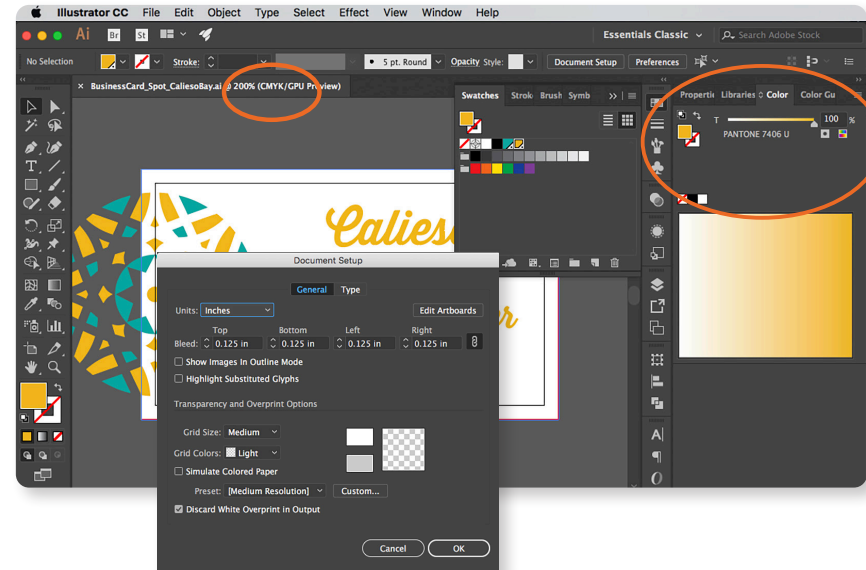 Illustrator CC File Edit Object Type Select Effect View Window Help
Ai Br St Essentials Classic Search Adobe Stock
No Selection Stroke: 5 pt. Round Opacity Style: Document Setup Preferences
× BusinessCard_Spot_CaliesoBay.ai @ 200% (CMYK/GPU Preview)
Swatches Strok Brush Symb
Properti Libraries Color Color Gu
T 100 %
PANTONE 7406 U
Calies
Document Setup
General Type
Units: Inches Edit Artboards
Top Bottom Left Right
Bleed: 0.125 in 0.125 in 0.125 in 0.125 in
Show Images In Outline Mode
Highlight Substituted Glyphs
Transparency and Overprint Options
Grid Size: Medium
Grid Colors: Light
Simulate Colored Paper
Preset: [Medium Resolution] Custom...
Discard White Overprint in Output
Cancel OK